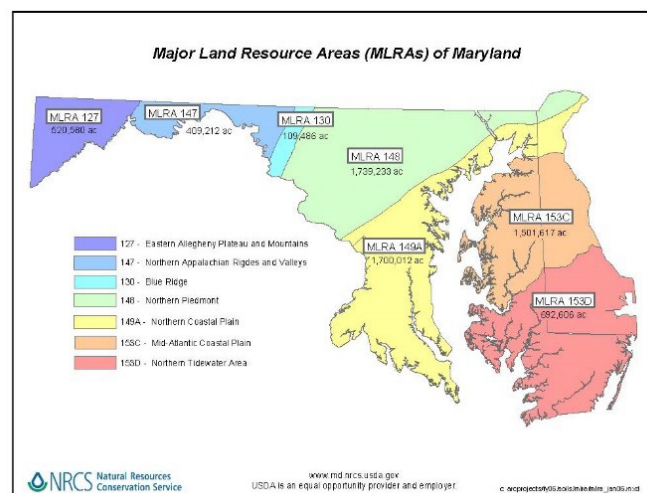 Major Land Resource Areas (MLRAs) of Maryland
MLRA 127
520,580 ac
MLRA 147
409,212 ac
MLRA 130
109,486 ac
MLRA 148
1,739,233 ac
MLRA 149A
1,700,012 ac
MLRA 153C
1,501,617 ac
MLRA 153D
692,606 ac
127 - Eastern Allegheny Plateau and Mountains
147 - Northern Appalachian Rigdes and Valleys
130 - Blue Ridge
148 - Northern Piedmont
149A - Northern Coastal Plain
153C - Mid-Atlantic Coastal Plain
153D - Northern Tidewater Area
NRCS Natural Resources
Conservation Service
www.md.nrcs.usda.gov
USDA is an equal opportunity provider and employer.